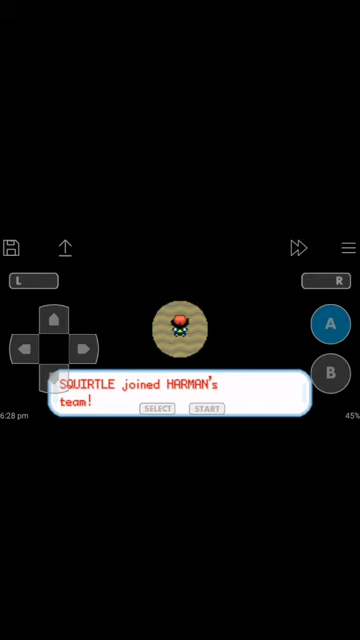 L
R
A
B
SQUIRTLE joined HARMAN's
team!
SELECT
START
6:28 pm
45%